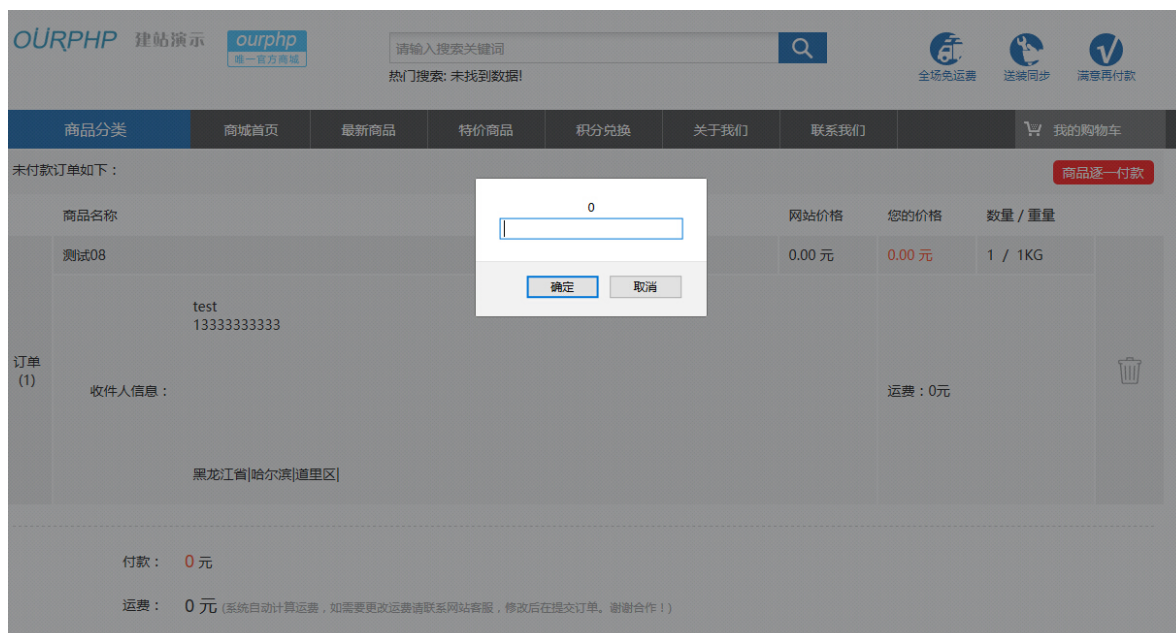 OURPHP 建站演示
ourphp
唯一官方商城
请输入搜索关键词
热门搜索: 未找到数据!
全场免运费 送装同步 满意再付款
商品分类 商城首页 最新商品 特价商品 积分兑换 关于我们 联系我们 我的购物车
未付款订单如下： 商品逐一付款
商品名称 网站价格 您的价格 数量 / 重量
0
测试08 0.00 元 0.00 元 1 / 1KG
确定 取消
test
13333333333
订单
(1)
收件人信息： 运费：0元
黑龙江省|哈尔滨|道里区|
付款： 0 元
运费： 0 元 (系统自动计算运费，如需要更改运费请联系网站客服，修改后在提交订单。谢谢合作！)